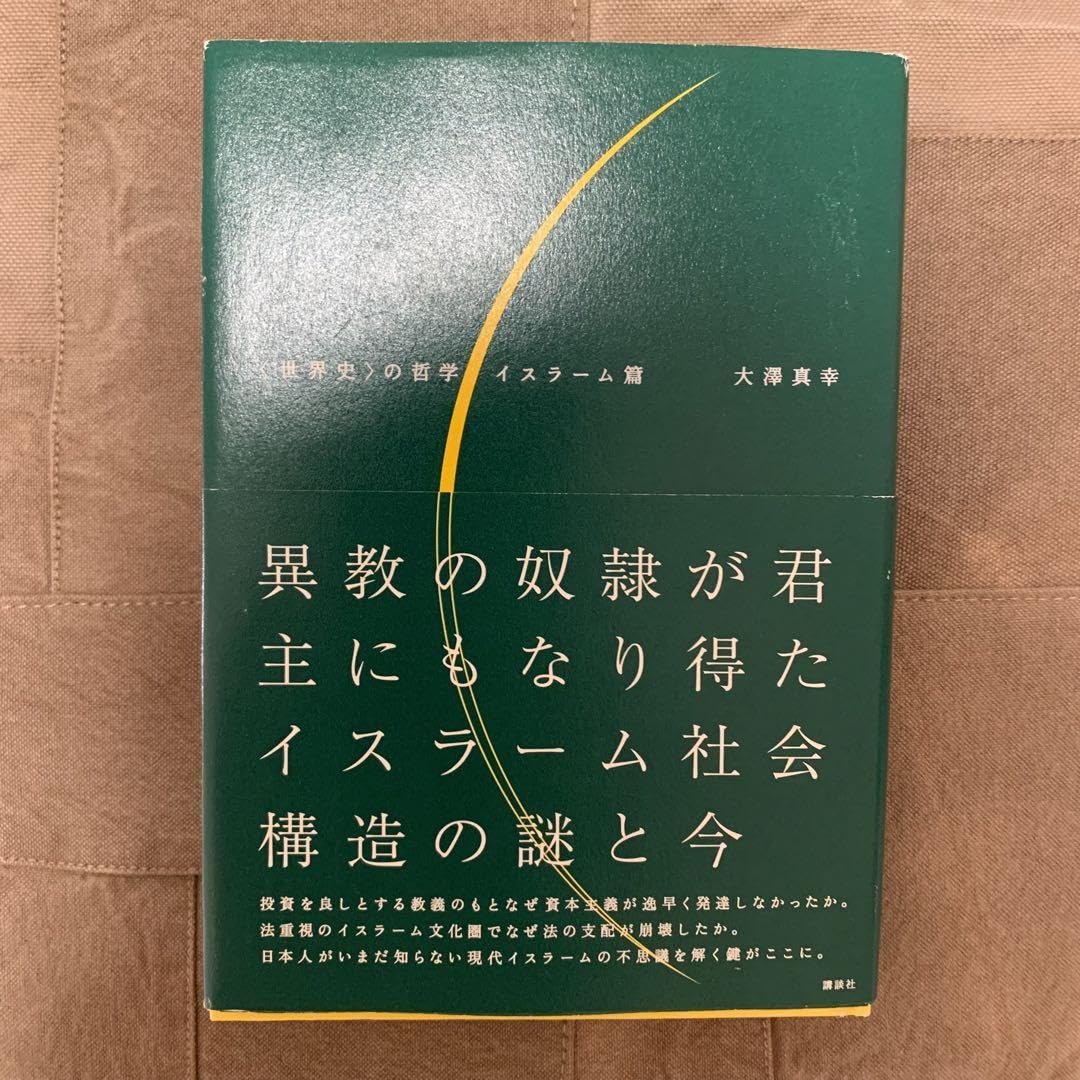 〈世界史〉の哲学 イスラーム篇 大澤真幸
異教の奴隷が君
主にもなり得た
イスラーム社会
構造の謎と今
投資を良しとする教義のもとなぜ資本主義が逸早く発達しなかったか。
法重視のイスラーム文化圏でなぜ法の支配が崩壊したか。
日本人がいまだ知らない現代イスラームの不思議を解く鍵がここに。
講談社